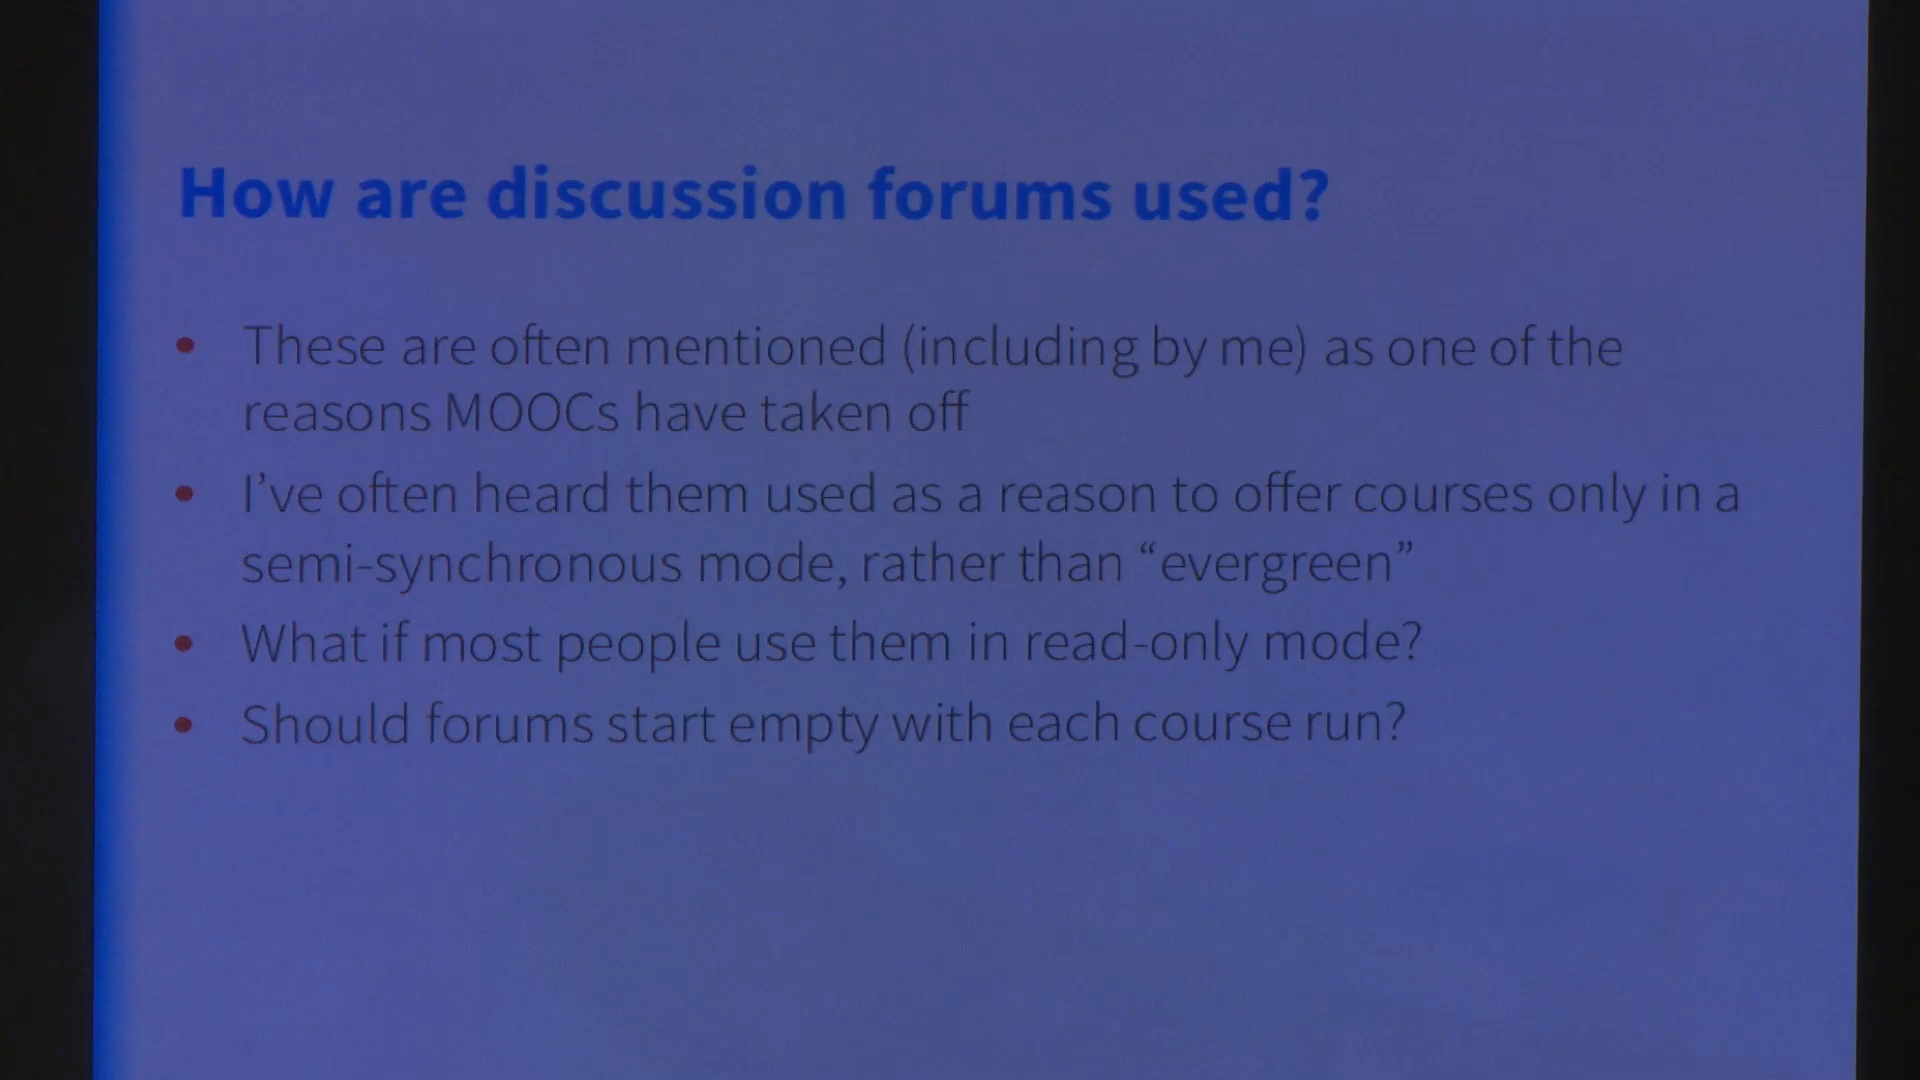 How are discussion forums used?
• These are often mentioned (including by me) as one of the
reasons MOOCs have taken off
• I’ve often heard them used as a reason to offer courses only in a
semi-synchronous mode, rather than “evergreen”
• What if most people use them in read-only mode?
• Should forums start empty with each course run?